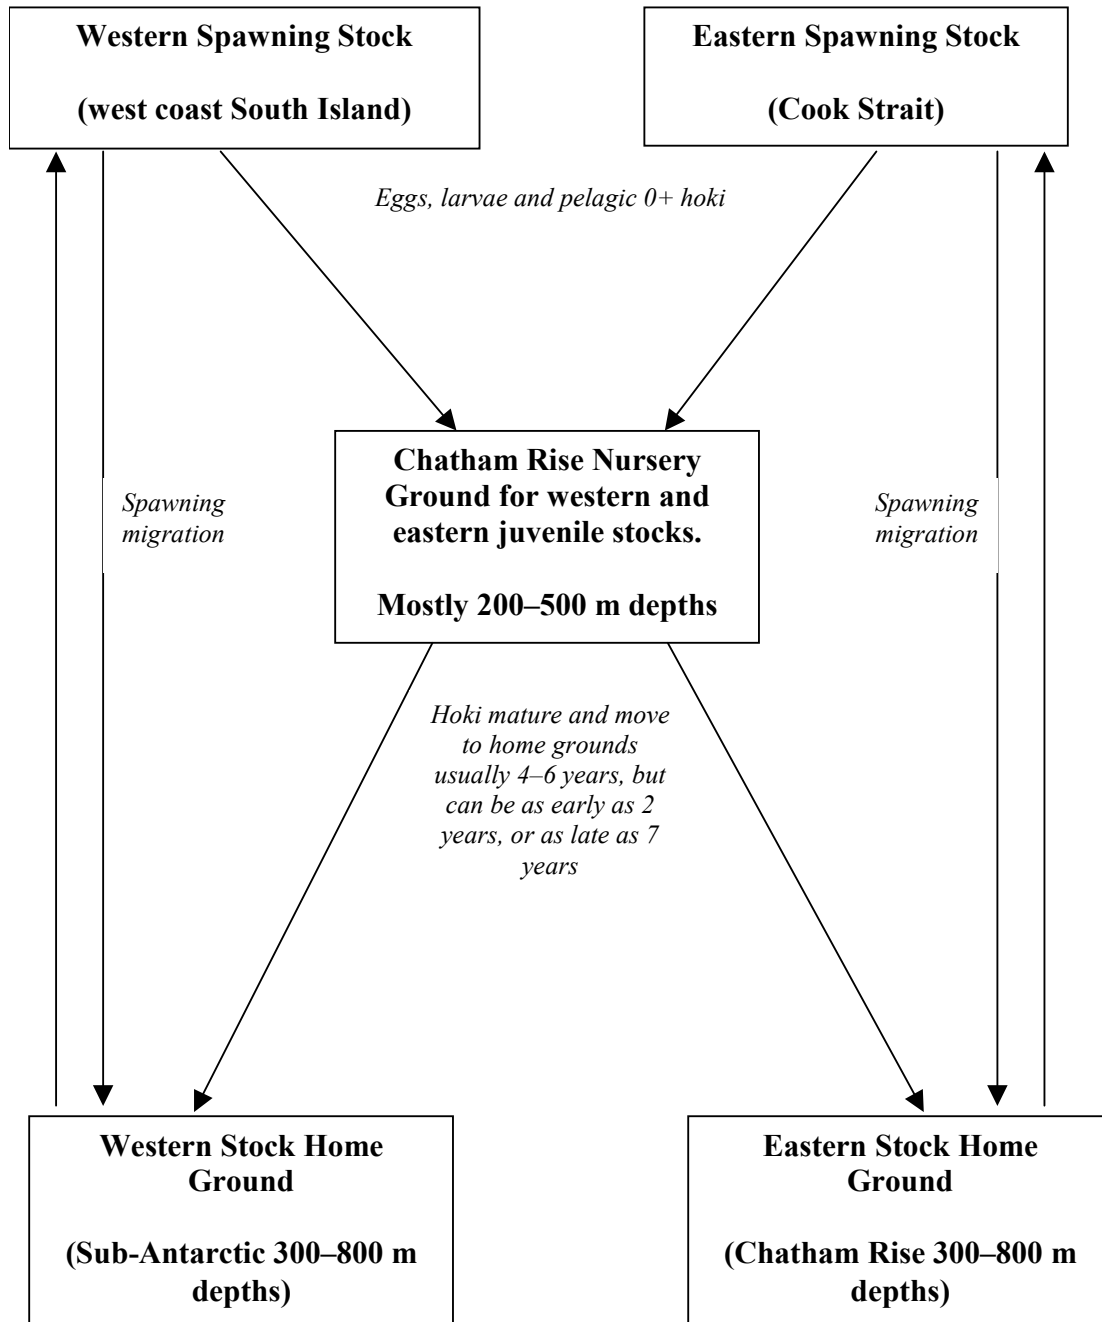 Western Spawning Stock
(west coast South Island)
Eastern Spawning Stock
(Cook Strait)
Eggs, larvae and pelagic 0+ hoki
Chatham Rise Nursery
Ground for western and
eastern juvenile stocks.
Mostly 200–500 m depths
Spawning
migration
Spawning
migration
Hoki mature and move
to home grounds
usually 4–6 years, but
can be as early as 2
years, or as late as 7
years
Western Stock Home
Ground
(Sub-Antarctic 300–800 m
depths)
Eastern Stock Home
Ground
(Chatham Rise 300–800 m
depths)